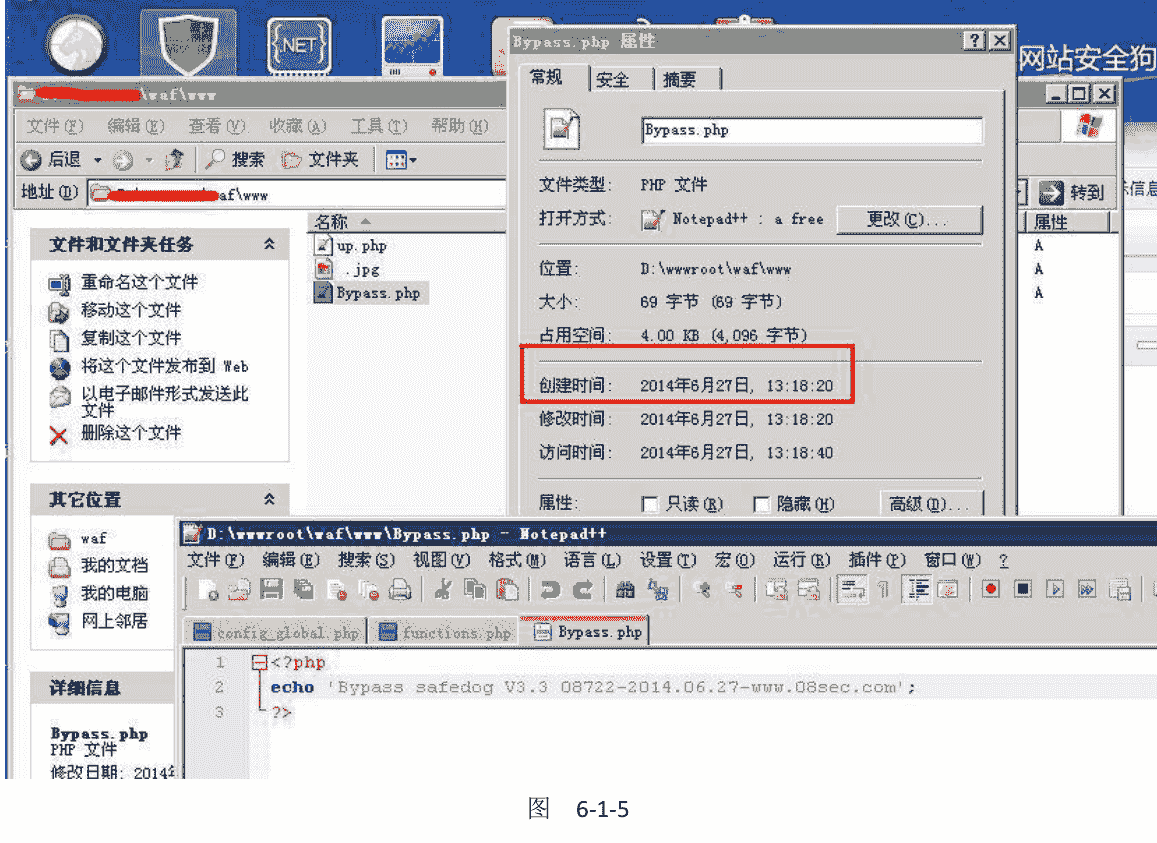 .NET
网站安全狗
Bypass.php 属性
常规 安全 摘要
Bypass.php
文件类型: PHP 文件
打开方式: Notepad++ : a free 更改(C)...
位置: D:\wwwroot\waf\www
大小: 69 字节 (69 字节)
占用空间: 4.00 KB (4,096 字节)
创建时间: 2014年6月27日, 13:18:20
修改时间: 2014年6月27日, 13:18:20
访问时间: 2014年6月27日, 13:18:40
属性: 只读(R) 隐藏(H) 高级(D)...
\waf\www
文件(F) 编辑(E) 查看(V) 收藏(A) 工具(T) 帮助(H)
后退 搜索 文件夹
地址(D) af\www 转到
信息
名称 属性
up.php A
.jpg A
Bypass.php A
文件和文件夹任务
重命名这个文件
移动这个文件
复制这个文件
将这个文件发布到 Web
以电子邮件形式发送此
文件
删除这个文件
其它位置
waf
我的文档
我的电脑
网上邻居
详细信息
Bypass.php
PHP 文件
修改日期: 2014年
D:\wwwroot\waf\www\Bypass.php - Notepad++
文件(F) 编辑(E) 搜索(S) 视图(V) 格式(M) 语言(L) 设置(T) 宏(O) 运行(R) 插件(P) 窗口(W) ?
config_global.php functions.php Bypass.php
1 <?php
2 echo 'Bypass safedog V3.3 08722-2014.06.27-www.08sec.com';
3 ?>
图 6-1-5